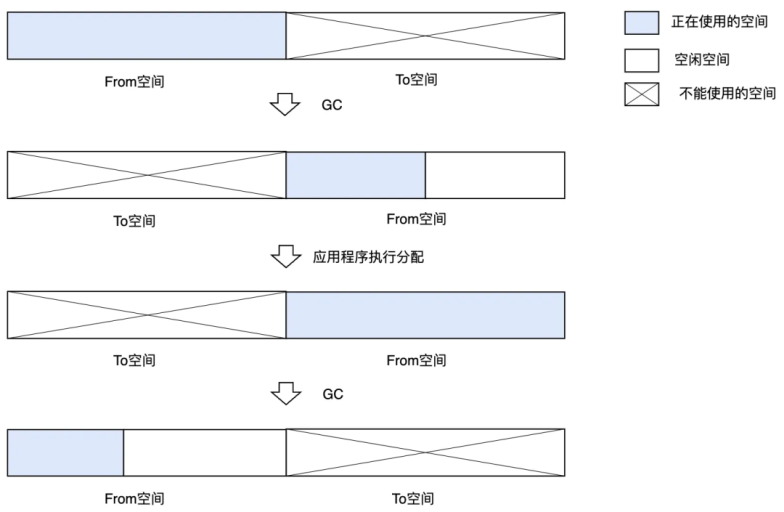 正在使用的空间
空闲空间
不能使用的空间
From空间
To空间
GC
To空间
From空间
应用程序执行分配
To空间
From空间
GC
From空间
To空间